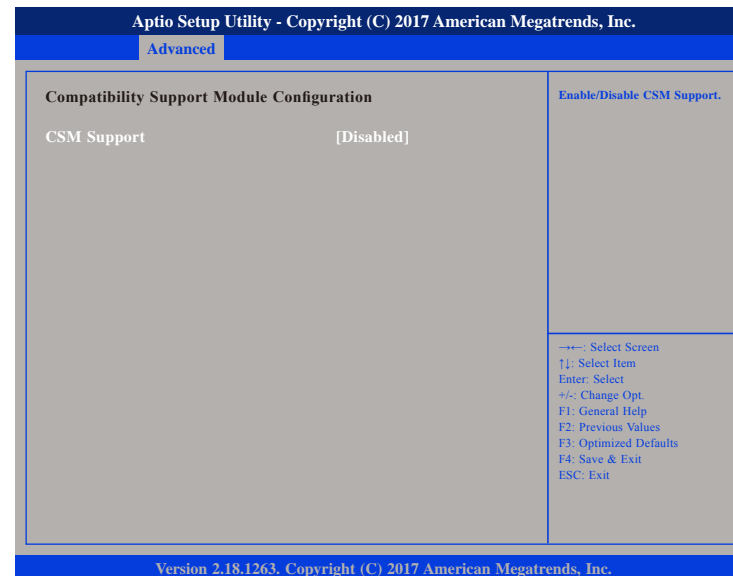 Aptio Setup Utility - Copyright (C) 2017 American Megatrends, Inc.
Advanced
Compatibility Support Module Configuration
CSM Support [Disabled]
Enable/Disable CSM Support.
→←: Select Screen
↑↓: Select Item
Enter: Select
+/-: Change Opt.
F1: General Help
F2: Previous Values
F3: Optimized Defaults
F4: Save & Exit
ESC: Exit
Version 2.18.1263. Copyright (C) 2017 American Megatrends, Inc.